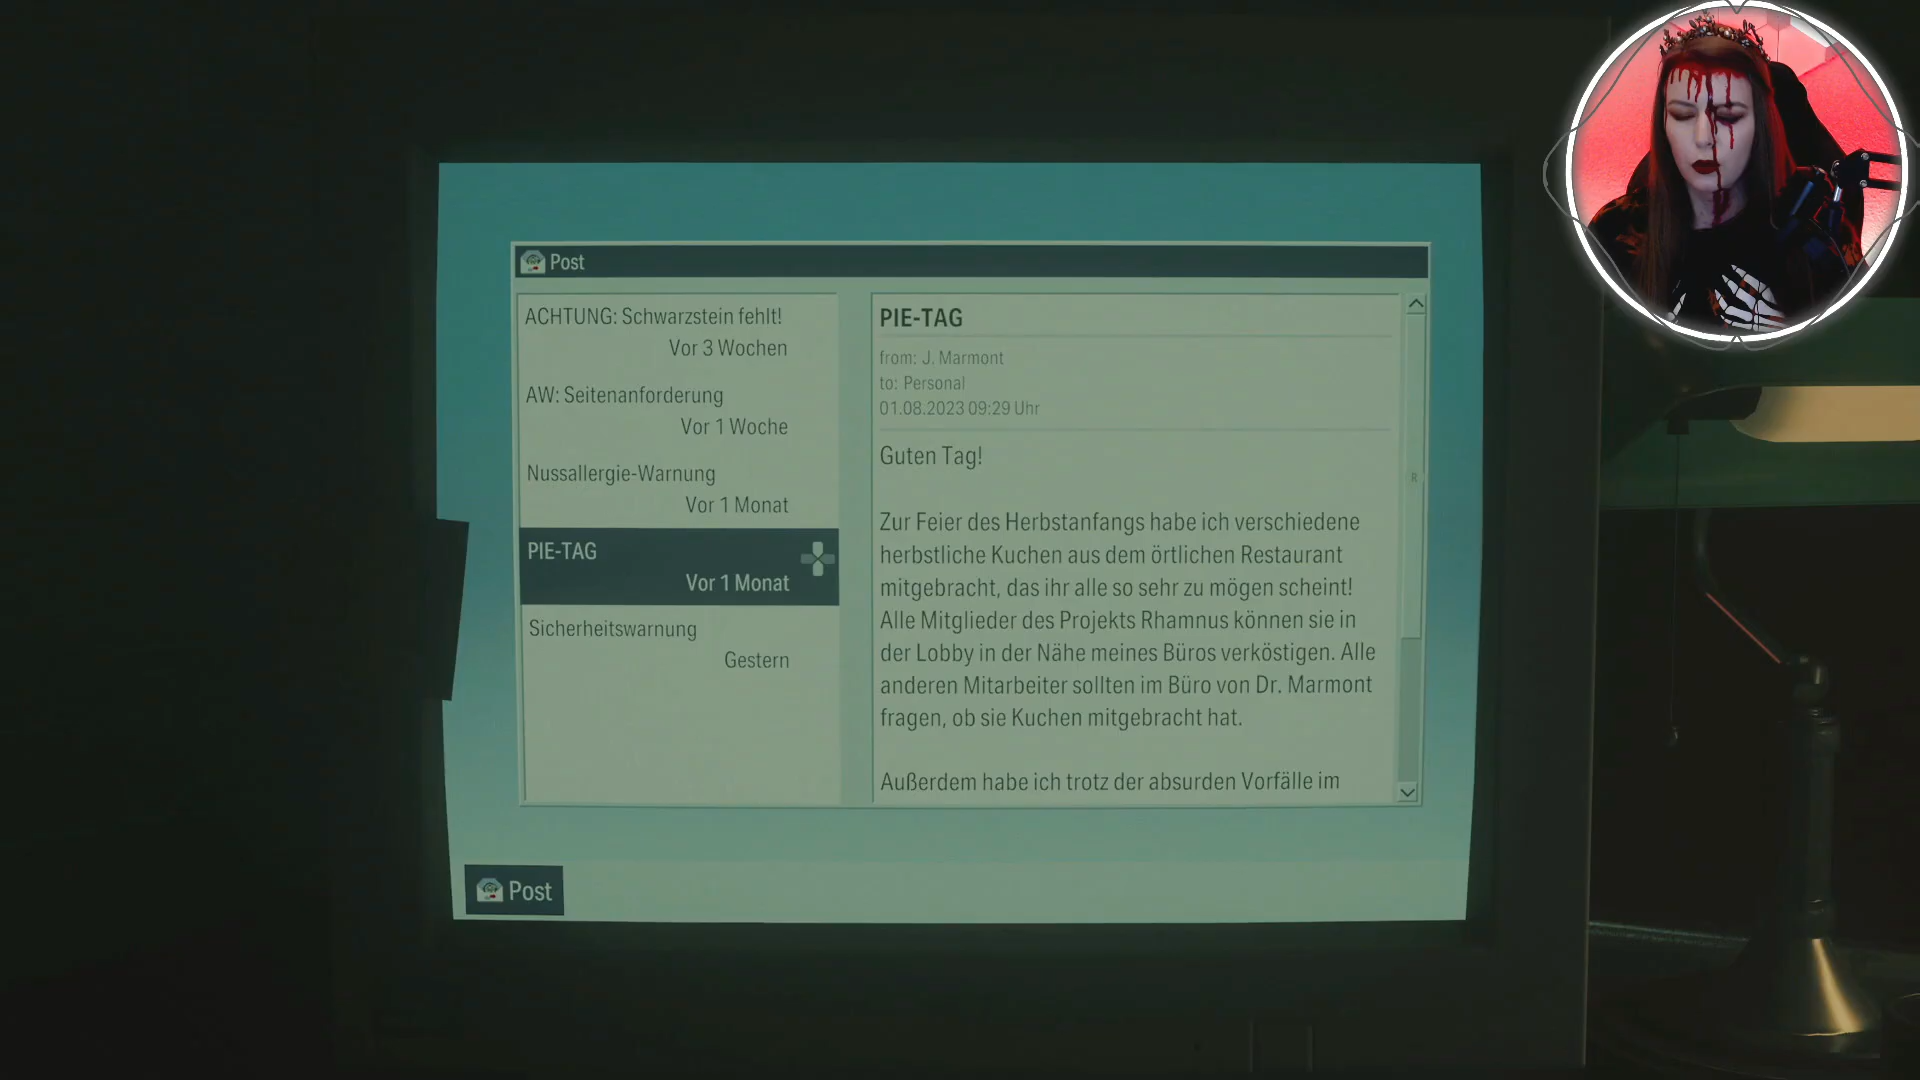 Post
ACHTUNG: Schwarzstein fehlt!
Vor 3 Wochen
AW: Seitenanforderung
Vor 1 Woche
Nussallergie-Warnung
Vor 1 Monat
PIE-TAG
Vor 1 Monat
Sicherheitswarnung
Gestern
PIE-TAG
from: J. Marmont
to: Personal
01.08.2023 09:29 Uhr
Guten Tag!
Zur Feier des Herbstanfangs habe ich verschiedene
herbstliche Kuchen aus dem örtlichen Restaurant
mitgebracht, das ihr alle so sehr zu mögen scheint!
Alle Mitglieder des Projekts Rhamnus können sie in
der Lobby in der Nähe meines Büros verköstigen. Alle
anderen Mitarbeiter sollten im Büro von Dr. Marmont
fragen, ob sie Kuchen mitgebracht hat.
Außerdem habe ich trotz der absurden Vorfälle im
R
Post